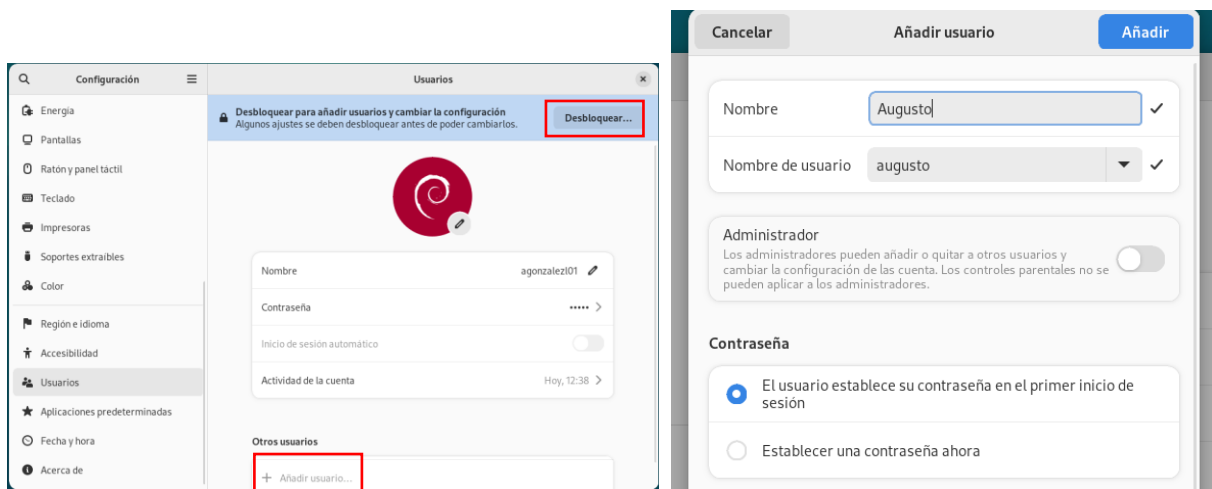 Configuración
Usuarios
Energía
Pantallas
Ratón y panel táctil
Teclado
Impresoras
Soportes extraíbles
Color
Región e idioma
Accesibilidad
Usuarios
Aplicaciones predeterminadas
Fecha y hora
Acerca de
Desbloquear para añadir usuarios y cambiar la configuración
Algunos ajustes se deben desbloquear antes de poder cambiarlos.
Desbloquear...
Nombre agonzalezl01
Contraseña
Inicio de sesión automático
Actividad de la cuenta Hoy, 12:38
Otros usuarios
+ Añadir usuario...
Cancelar Añadir usuario Añadir
Nombre Augusto
Nombre de usuario augusto
Administrador
Los administradores pueden añadir o quitar a otros usuarios y
cambiar la configuración de las cuenta. Los controles parentales no se
pueden aplicar a los administradores.
Contraseña
El usuario establece su contraseña en el primer inicio de
sesión
Establecer una contraseña ahora